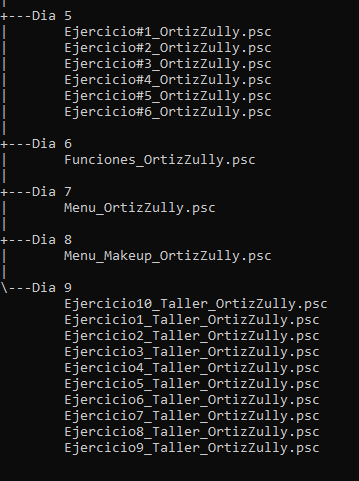 |
+---Dia 5
|       Ejercicio#1_OrtizZully.psc
|       Ejercicio#2_OrtizZully.psc
|       Ejercicio#3_OrtizZully.psc
|       Ejercicio#4_OrtizZully.psc
|       Ejercicio#5_OrtizZully.psc
|       Ejercicio#6_OrtizZully.psc
|
+---Dia 6
|       Funciones_OrtizZully.psc
|
+---Dia 7
|       Menu_OrtizZully.psc
|
+---Dia 8
|       Menu_Makeup_OrtizZully.psc
|
\---Dia 9
        Ejercicio10_Taller_OrtizZully.psc
        Ejercicio1_Taller_OrtizZully.psc
        Ejercicio2_Taller_OrtizZully.psc
        Ejercicio3_Taller_OrtizZully.psc
        Ejercicio4_Taller_OrtizZully.psc
        Ejercicio5_Taller_OrtizZully.psc
        Ejercicio6_Taller_OrtizZully.psc
        Ejercicio7_Taller_OrtizZully.psc
        Ejercicio8_Taller_OrtizZully.psc
        Ejercicio9_Taller_OrtizZully.psc